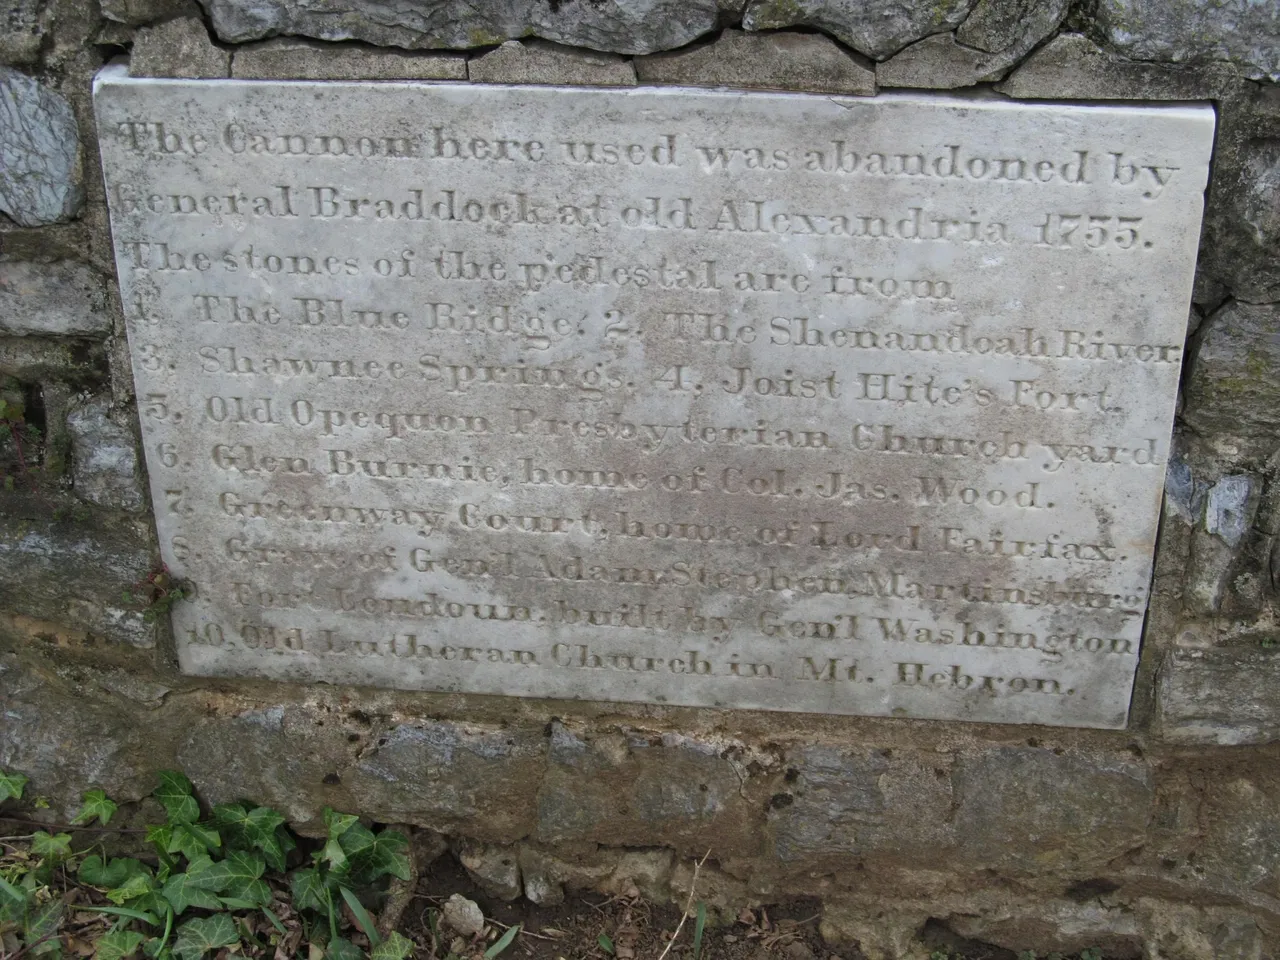 The Cannon here used was abandoned by
General Braddock at old Alexandria 1755.
The stones of the pedestal are from
1. The Blue Ridge. 2. The Shenandoah River
3. Shawnee Springs. 4. Joist Hite's Fort.
5. Old Opequon Presbyterian Church yard
6. Glen Burnie, home of Col. Jas. Wood.
7. Greenway Court, home of Lord Fairfax.
8. Grave of Gen'l Adam Stephen, Martinsburg
Fort Loudoun, built by Gen'l Washington
10. Old Lutheran Church in Mt. Hebron.